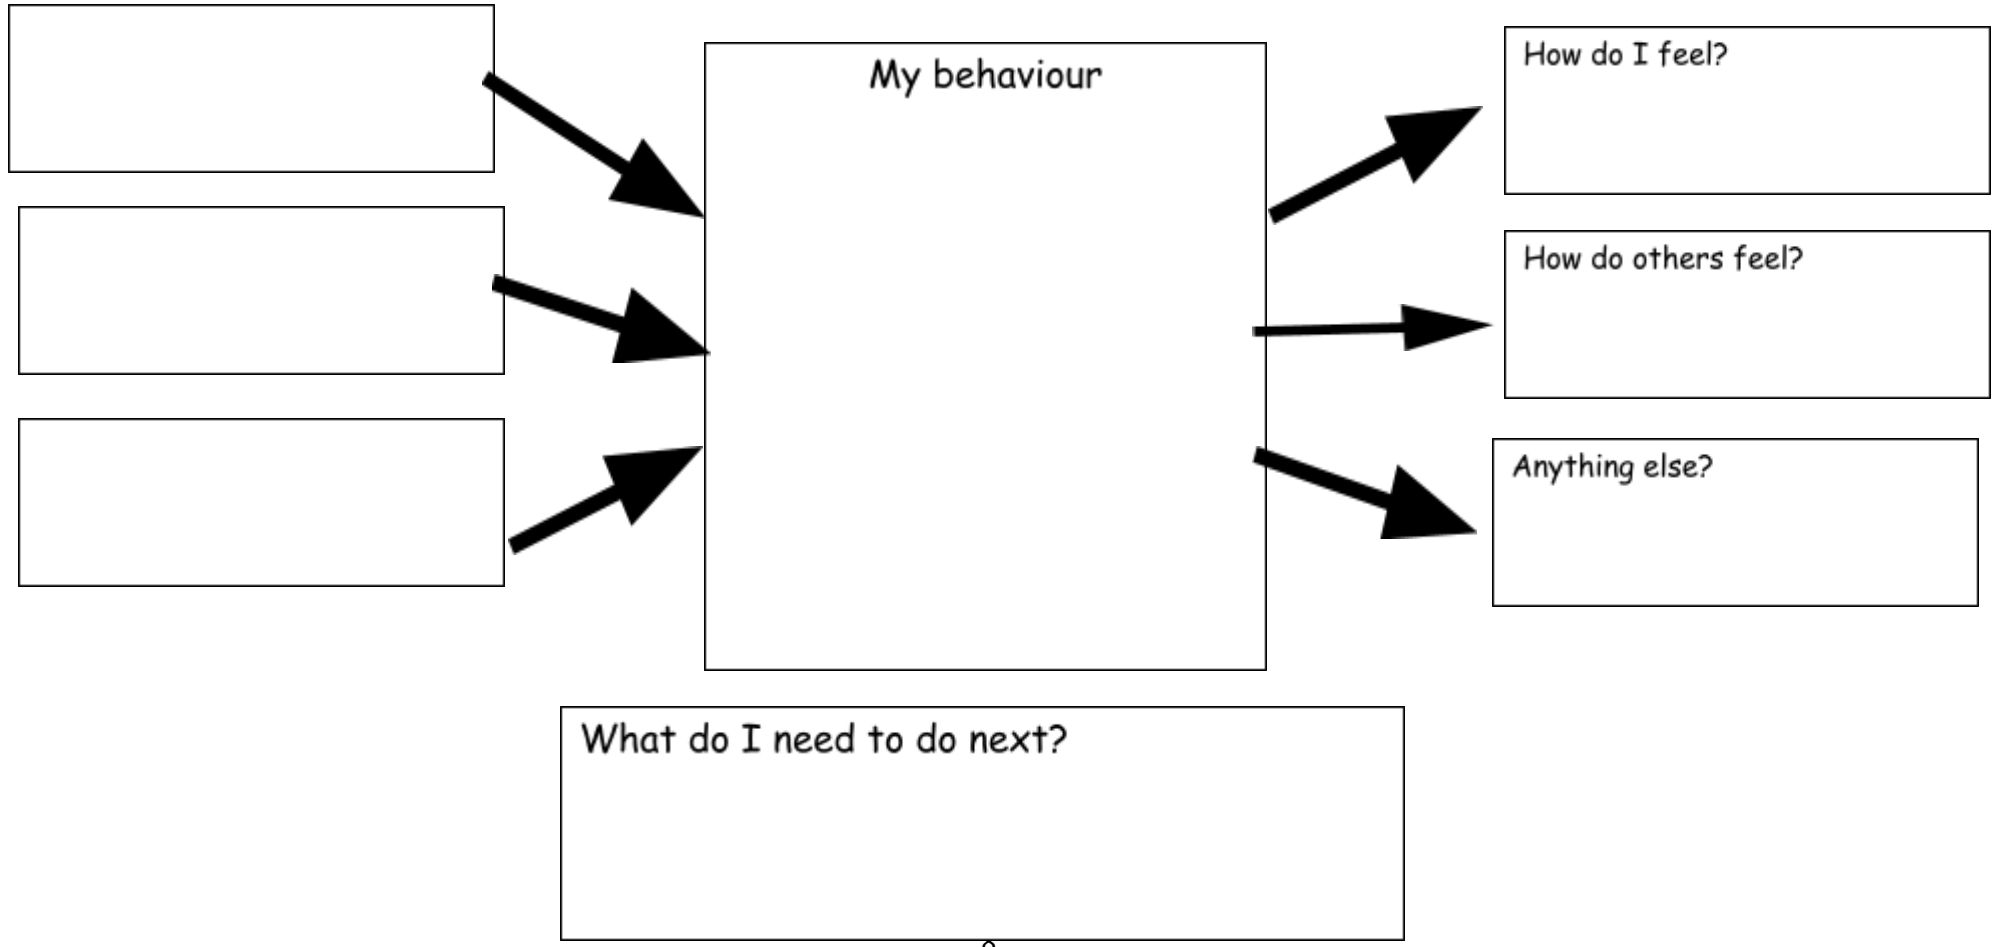 My behaviour
How do I feel?
How do others feel?
Anything else?
What do I need to do next?